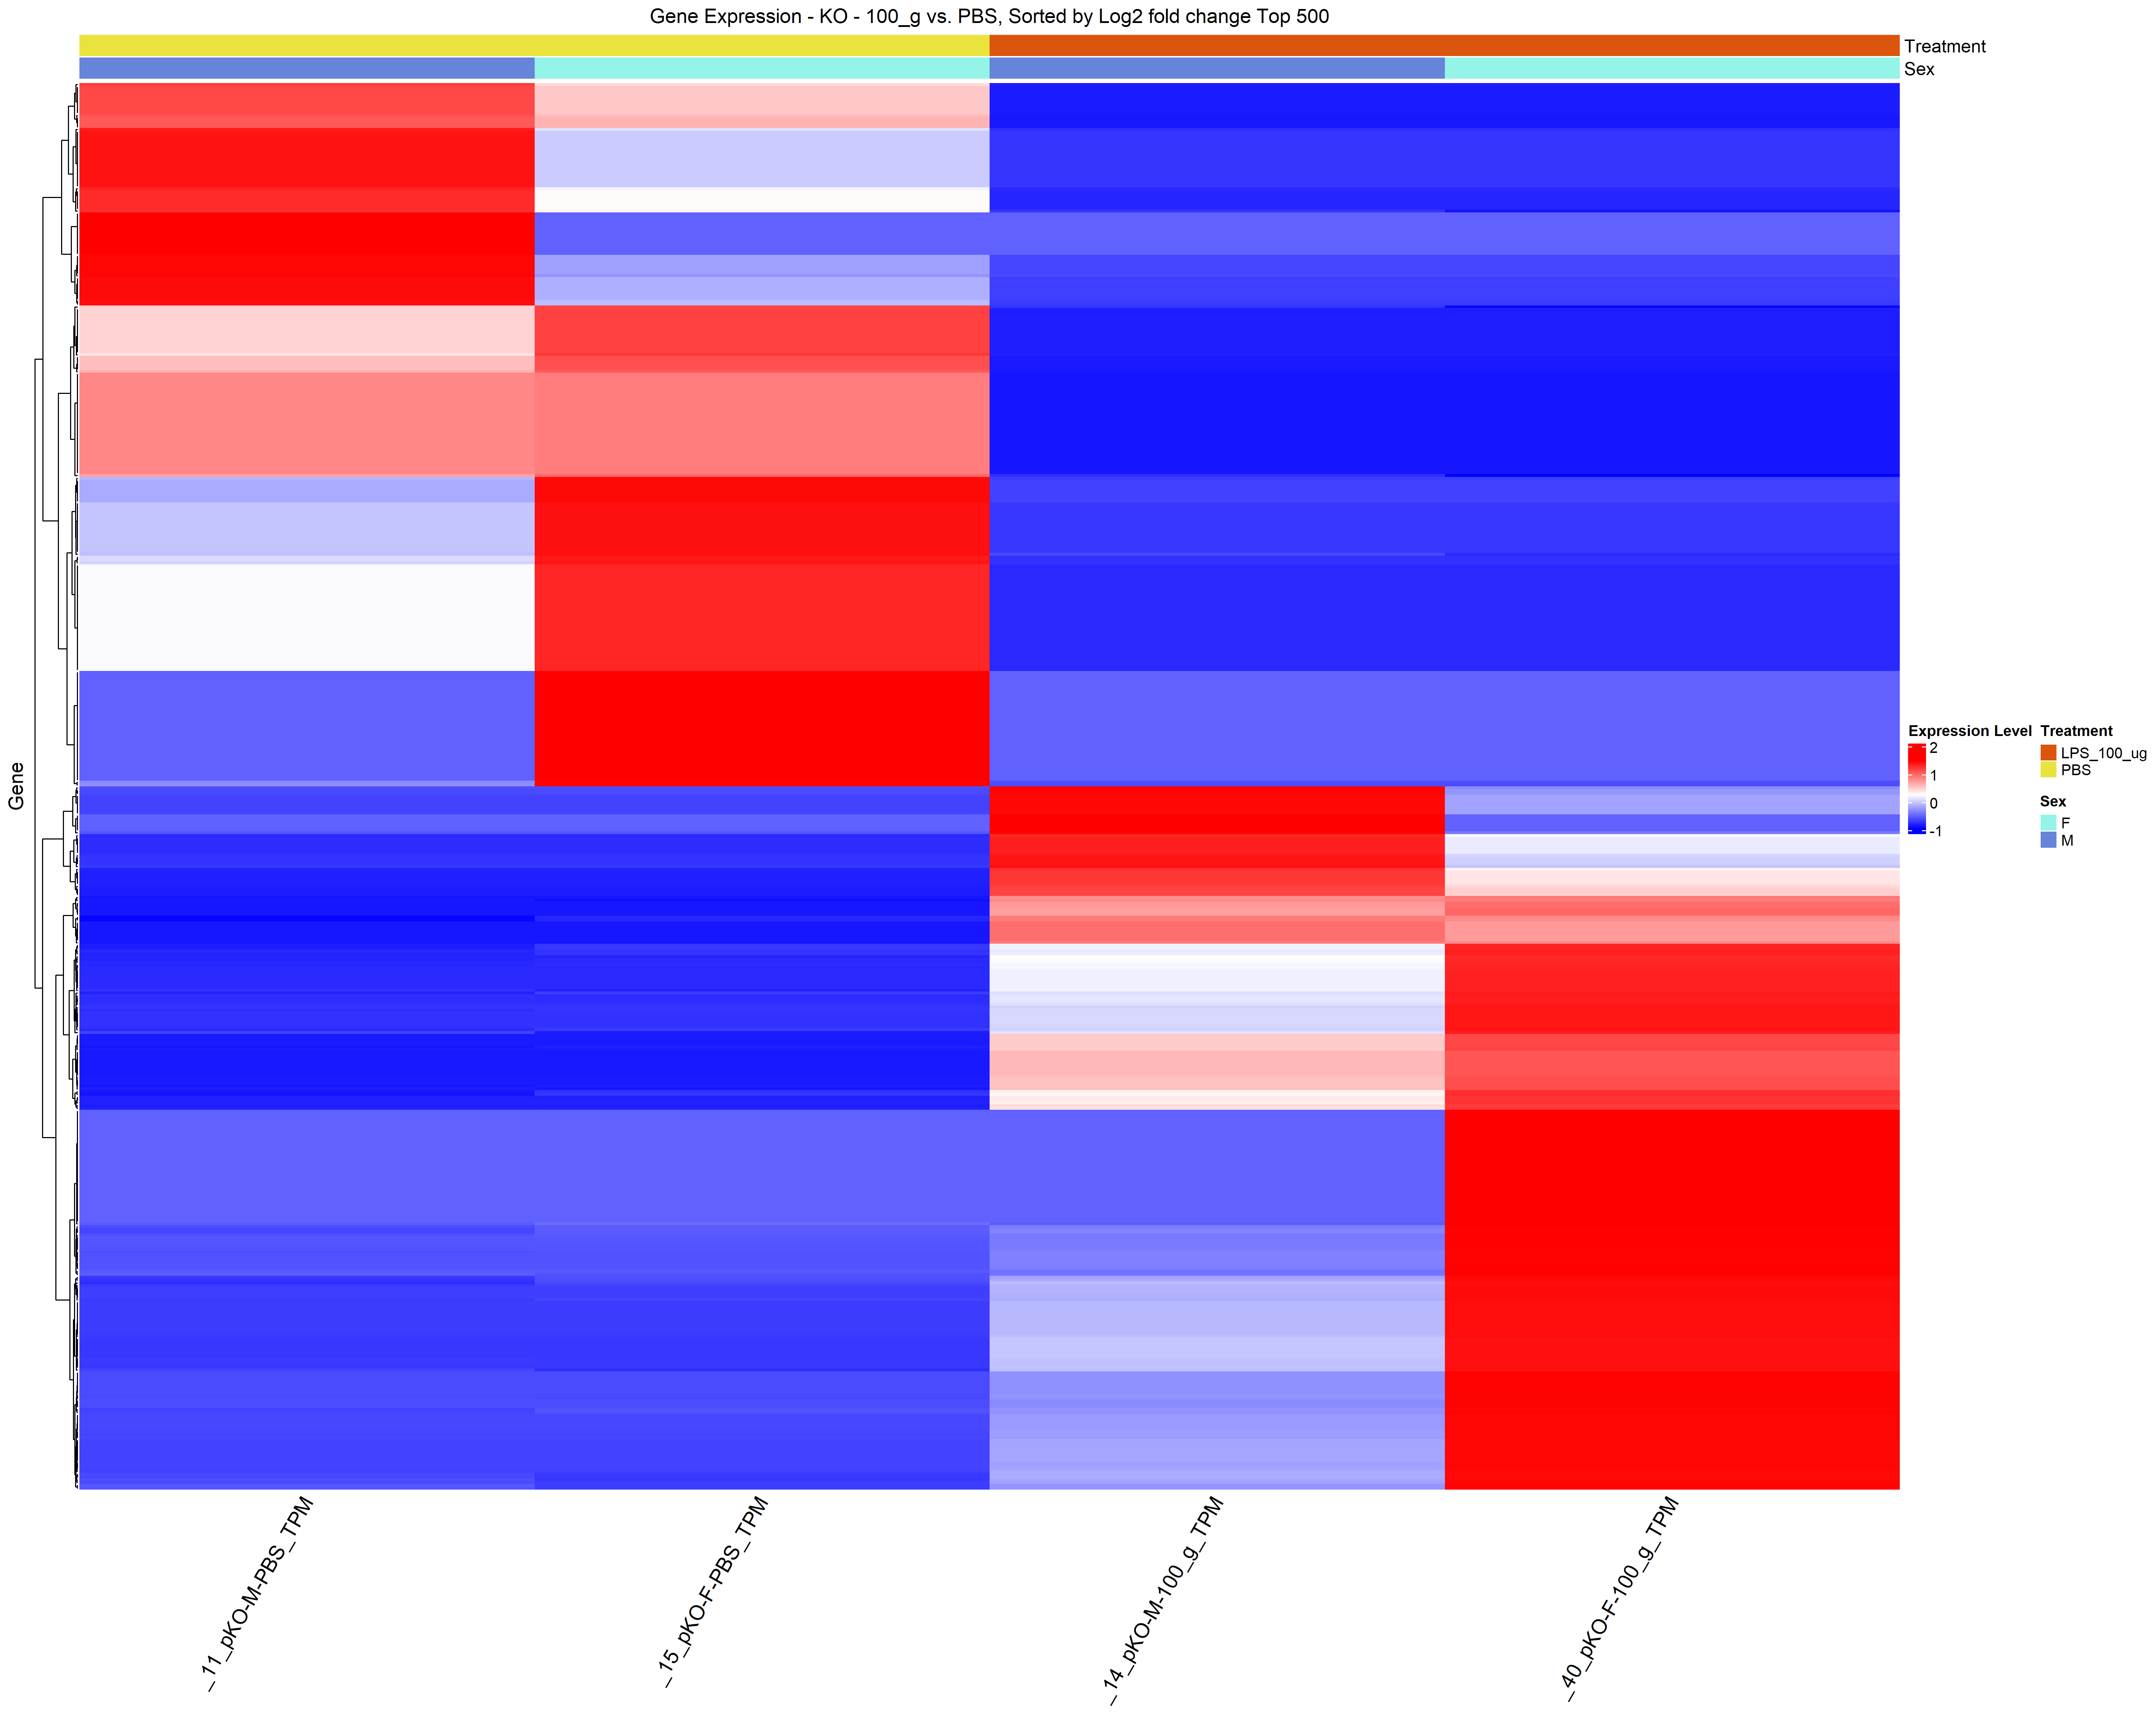 Gene Expression - KO - 100_g vs. PBS, Sorted by Log2 fold change Top 500
Treatment
Sex
Gene
Expression Level
2
1
0
-1
Treatment
LPS_100_ug
PBS
Sex
F
M
_11_pKO-M-PBS_TPM
_15_pKO-F-PBS_TPM
_14_pKO-M-100_g_TPM
_40_pKO-F-100_g_TPM